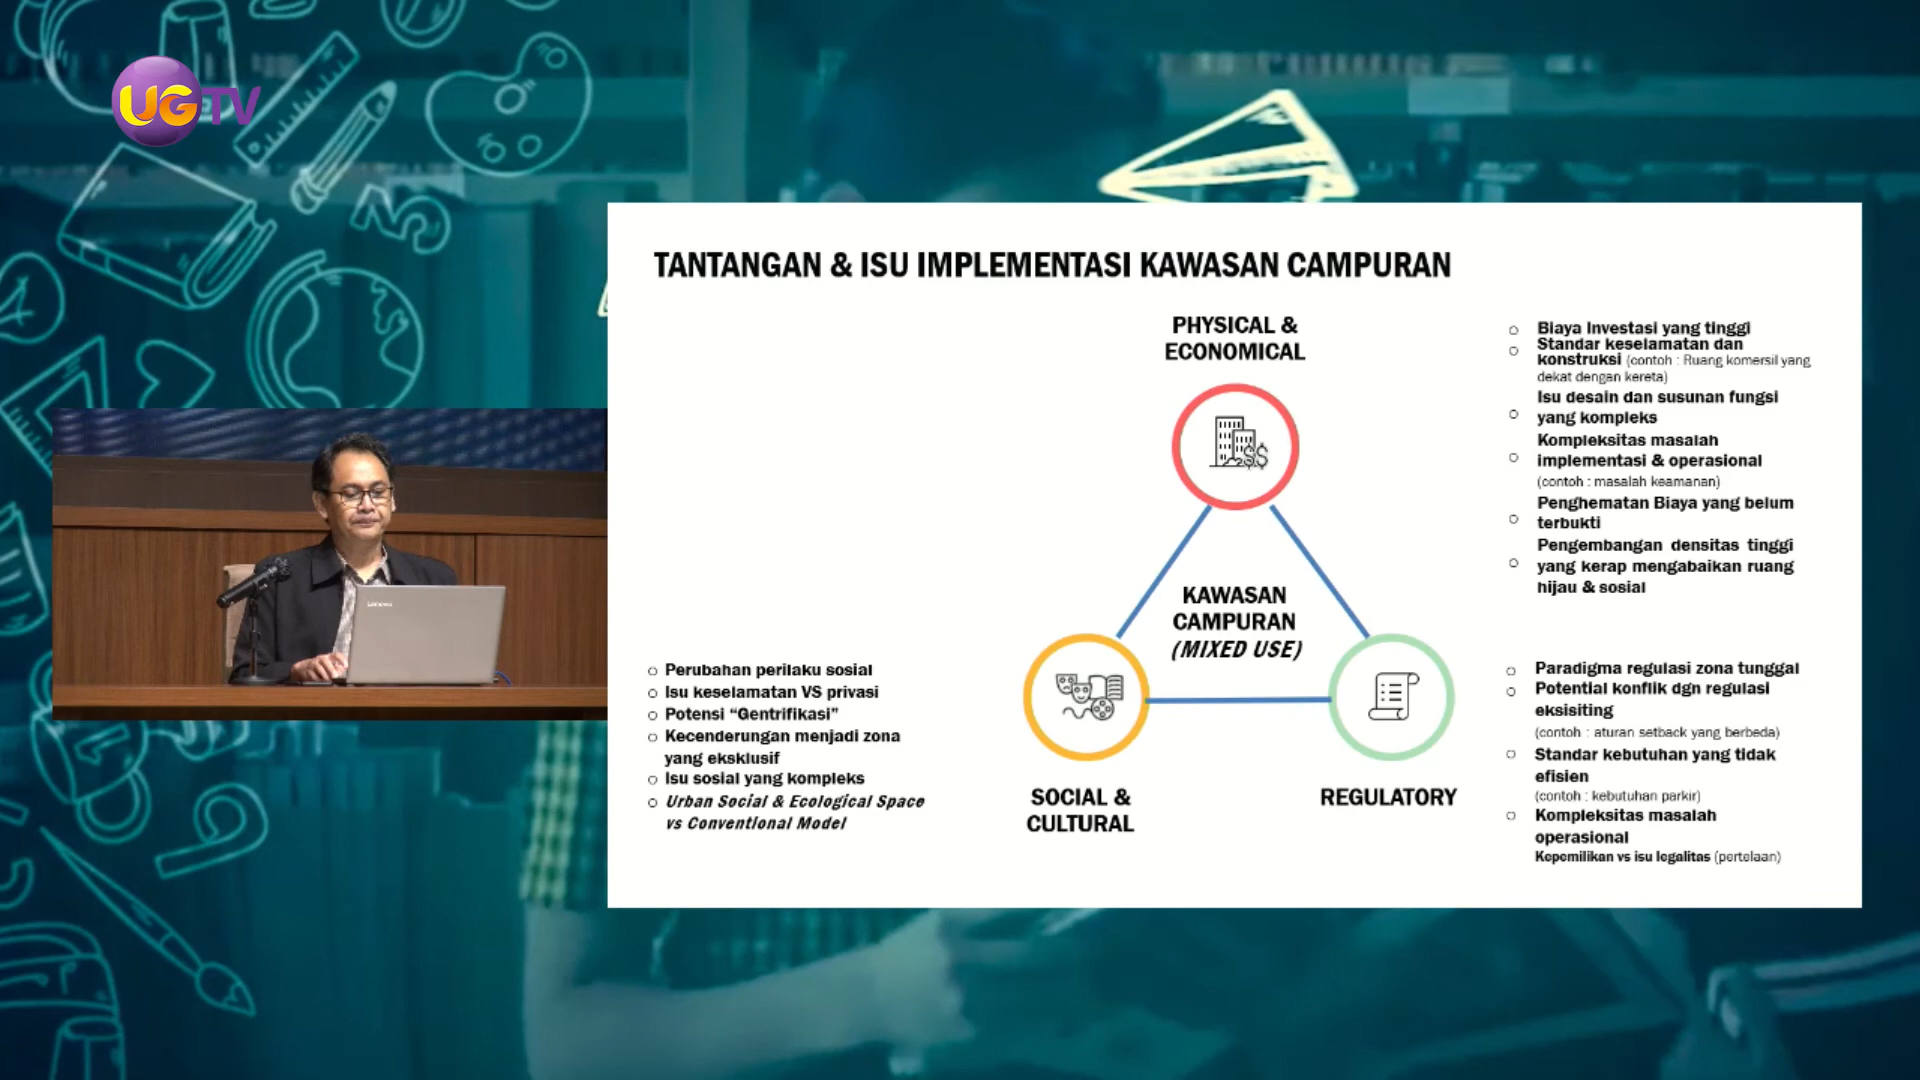 UGTV
TANTANGAN & ISU IMPLEMENTASI KAWASAN CAMPURAN
PHYSICAL &
ECONOMICAL
Biaya Investasi yang tinggi
Standar keselamatan dan
konstruksi (contoh : Ruang komersil yang
dekat dengan kereta)
Isu desain dan susunan fungsi
yang kompleks
Kompleksitas masalah
implementasi & operasional
(contoh : masalah keamanan)
Penghematan Biaya yang belum
terbukti
Pengembangan densitas tinggi
yang kerap mengabaikan ruang
hijau & sosial
KAWASAN
CAMPURAN
(MIXED USE)
Perubahan perilaku sosial
Isu keselamatan VS privasi
Potensi “Gentrifikasi”
Kecenderungan menjadi zona
yang eksklusif
Isu sosial yang kompleks
Urban Social & Ecological Space
vs Conventional Model
SOCIAL &
CULTURAL
REGULATORY
Paradigma regulasi zona tunggal
Potential konflik dgn regulasi
eksisiting
(contoh : aturan setback yang berbeda)
Standar kebutuhan yang tidak
efisien
(contoh : kebutuhan parkir)
Kompleksitas masalah
operasional
Kepemilikan vs isu legalitas (pertelaan)
Lenovo